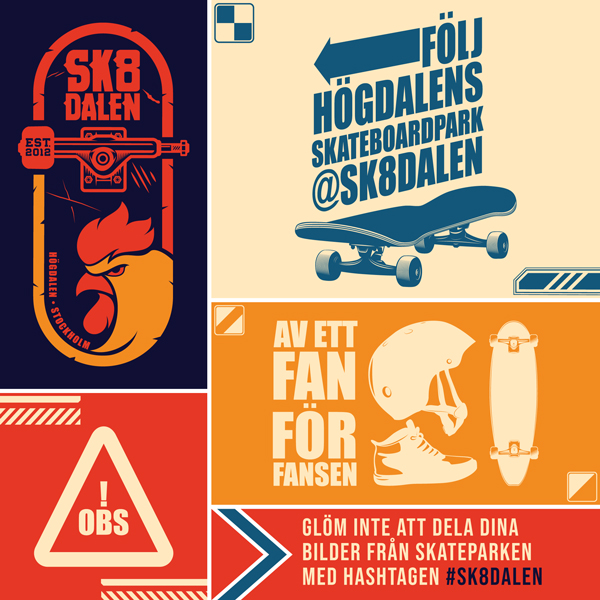 SK8
DALEN
EST.
2012
HÖGDALEN • STOCKHOLM
FÖLJ
HÖGDALENS
SKATEBOARDPARK
@SK8DALEN
AV ETT
FAN
FÖR
FANSEN
!
OBS
GLÖM INTE ATT DELA DINA
BILDER FRÅN SKATEPARKEN
MED HASHTAGEN #SK8DALEN